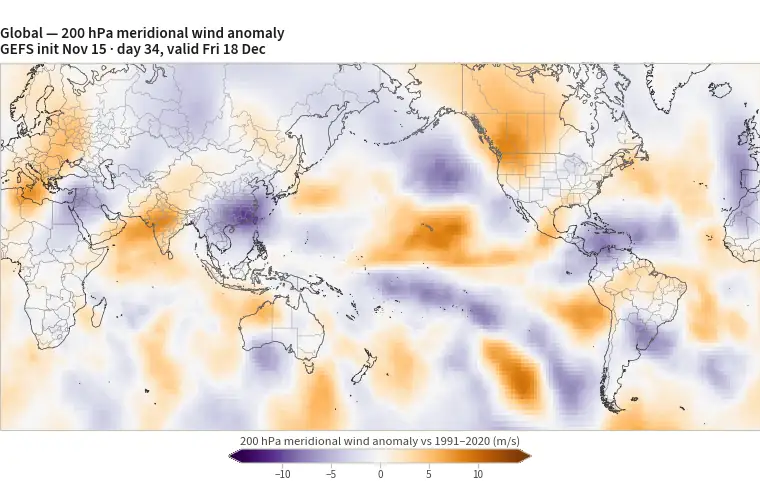 Global — 200 hPa meridional wind anomaly
GEFS init Nov 15 · day 34, valid Fri 18 Dec
200 hPa meridional wind anomaly vs 1991–2020 (m/s)
−10 −5 0 5 10